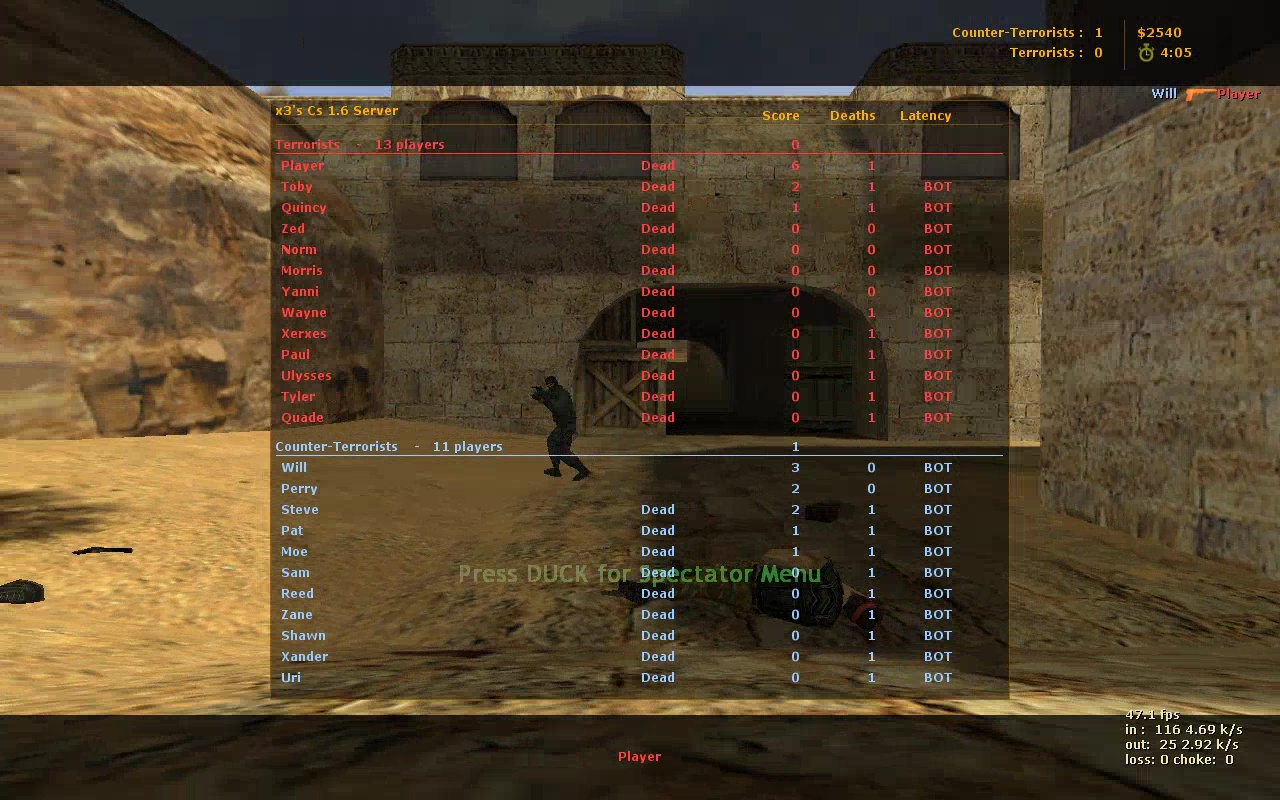 Counter-Terrorists : 1 $2540
Terrorists : 0 4:05
Will Player
x3's Cs 1.6 Server Score Deaths Latency
Terrorists - 13 players 0
Player Dead 6 1
Toby Dead 2 1 BOT
Quincy Dead 1 1 BOT
Zed Dead 0 0 BOT
Norm Dead 0 0 BOT
Morris Dead 0 0 BOT
Yanni Dead 0 0 BOT
Wayne Dead 0 1 BOT
Xerxes Dead 0 1 BOT
Paul Dead 0 1 BOT
Ulysses Dead 0 1 BOT
Tyler Dead 0 1 BOT
Quade Dead 0 1 BOT
Counter-Terrorists - 11 players 1
Will 3 0 BOT
Perry 2 0 BOT
Steve Dead 2 1 BOT
Pat Dead 1 1 BOT
Moe Dead 1 1 BOT
Sam Dead 0 1 BOT
Press DUCK for Spectator Menu
Reed Dead 0 1 BOT
Zane Dead 0 1 BOT
Shawn Dead 0 1 BOT
Xander Dead 0 1 BOT
Uri Dead 0 1 BOT
47.1 fps
in : 116 4.69 k/s
out: 25 2.92 k/s
loss: 0 choke: 0
Player